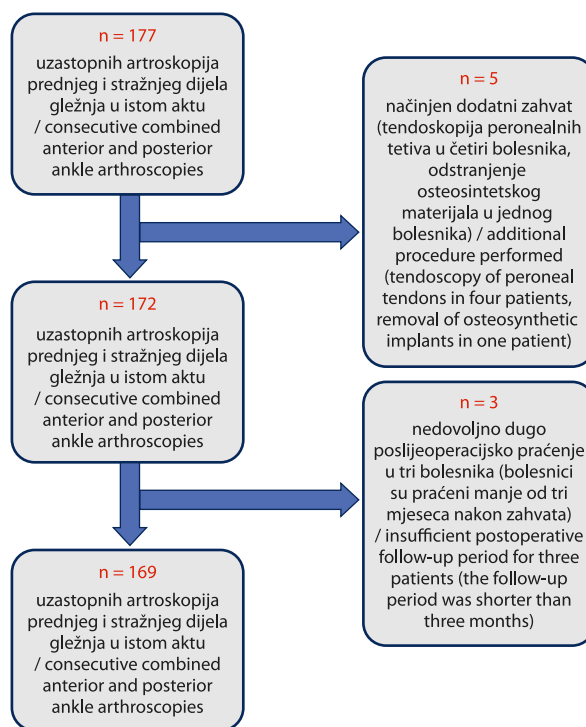 n = 177
uzastopnih artroskopija
prednjeg i stražnjeg dijela
gležnja u istom aktu
/ consecutive combined
anterior and posterior
ankle arthroscopies
n = 5
načinjen dodatni zahvat
(tendoskopija peronealnih
tetiva u četiri bolesnika,
odstranjenje
osteosintetskog
materijala u jednog
bolesnika) / additional
procedure performed
(tendoscopy of peroneal
tendons in four patients,
removal of osteosynthetic
implants in one patient)
n = 172
uzastopnih artroskopija
prednjeg i stražnjeg dijela
gležnja u istom aktu
/ consecutive combined
anterior and posterior
ankle arthroscopies
n = 3
nedovoljno dugo
poslijeoperacijsko praćenje
u tri bolesnika (bolesnici
su praćeni manje od tri
mjeseca nakon zahvata)
/ insufficient postoperative
follow-up period for three
patients (the follow-up
period was shorter than
three months)
n = 169
uzastopnih artroskopija
prednjeg i stražnjeg dijela
gležnja u istom aktu
/ consecutive combined
anterior and posterior
ankle arthroscopies